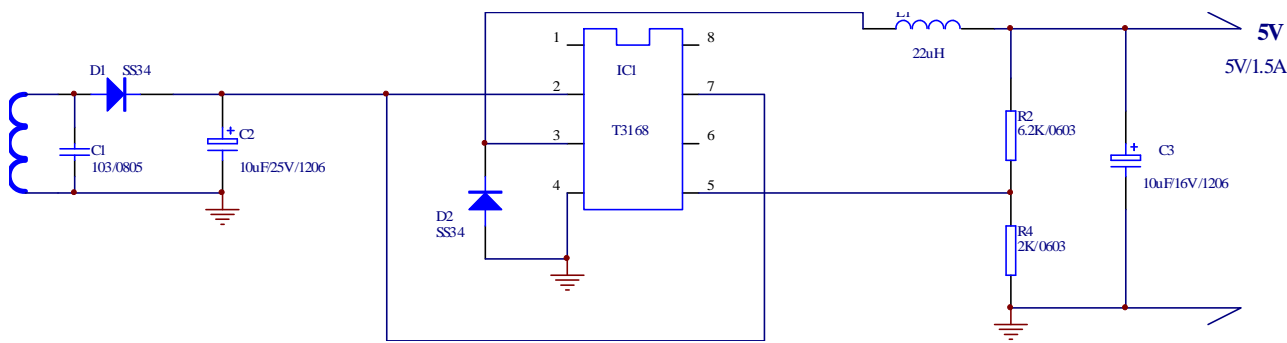 L1
22uH
5V
5V/1.5A
1
8
D1
SS34
IC1
2
7
C2
10uF/25V/1206
C1
103/0805
T3168
3
6
R2
6.2K/0603
C3
10uF/16V/1206
4
5
D2
SS34
R4
2K/0603